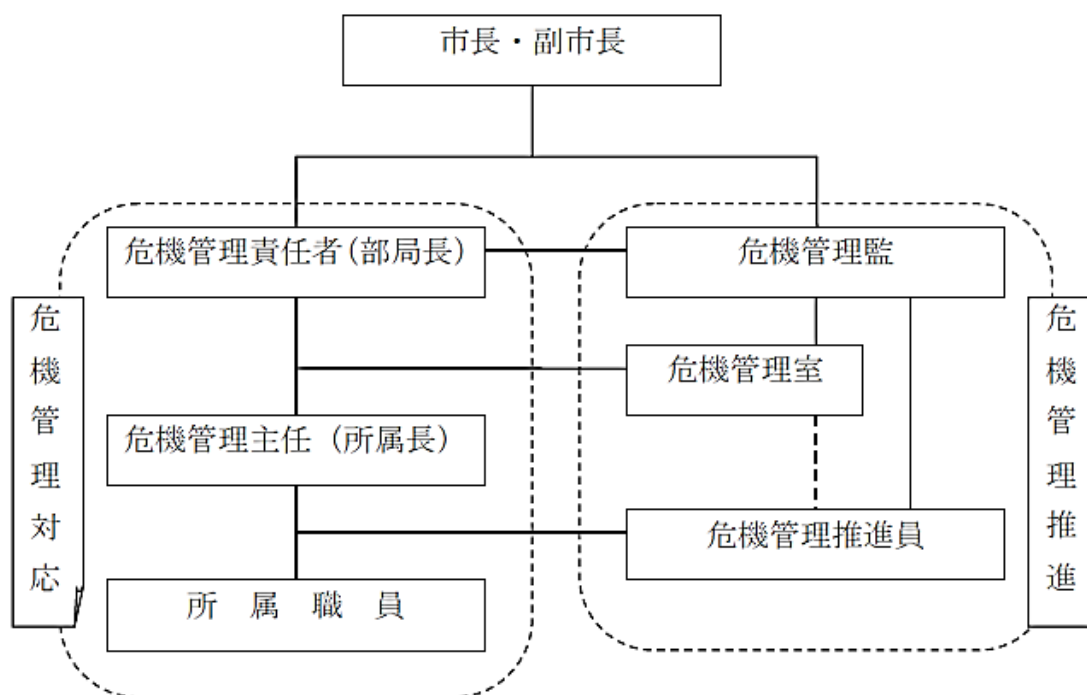 市長・副市長
危機管理責任者(部局長)
危機管理監
危機管理対応
危機管理推進
危機管理室
危機管理主任（所属長）
危機管理推進員
所　属　職　員